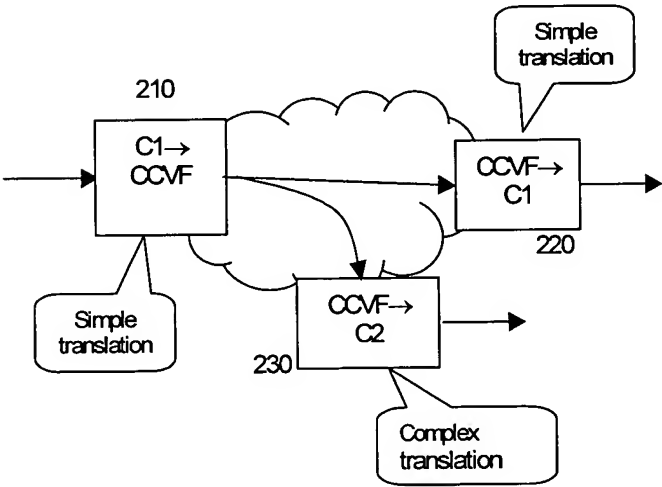 Simple
translation
210
C1→
CCVF
CCVF→
C1
220
Simple
translation
CCVF→
C2
230
Complex
translation